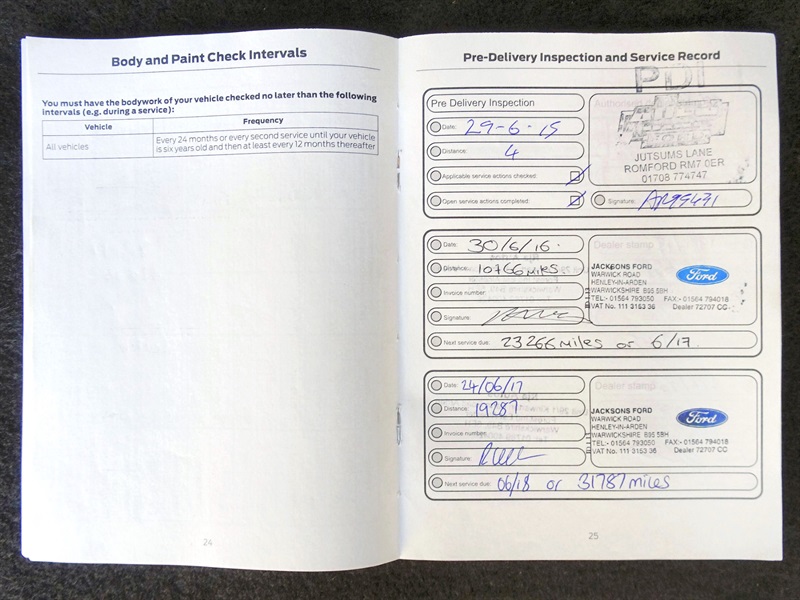 Body and Paint Check Intervals
You must have the bodywork of your vehicle checked no later than the following
intervals (e.g. during a service):
Vehicle Frequency
All vehicles Every 24 months or every second service until your vehicle
is six years old and then at least every 12 months thereafter
24
Pre-Delivery Inspection and Service Record
PDI
Pre Delivery Inspection
Date: 29-6-15
Distance: 4
Applicable service actions checked:
Open service actions completed:
JUTSUMS LANE
ROMFORD RM7 0ER
01708 774747
Signature:
Date: 30/6/16.
Distance: 10766 miles
Invoice number
Signature
Next service due: 23266 miles or 6/17.
Dealer stamp
JACKSONS FORD
WARWICK ROAD
HENLEY-IN-ARDEN
WARWICKSHIRE B95 5BH
TEL:- 01564 793050 FAX:- 01564 794018
VAT No. 111 3153 36 Dealer 72707 CC
Ford
Date: 24/06/17
Distance 19287
Invoice number
Signature:
Next service due: 06/18 or 31787 miles
Dealer stamp
JACKSONS FORD
WARWICK ROAD
HENLEY-IN-ARDEN
WARWICKSHIRE B95 5BH
TEL:- 01564 793050 FAX:- 01564 794018
VAT No. 111 3153 36 Dealer 72707 CC
Ford
25